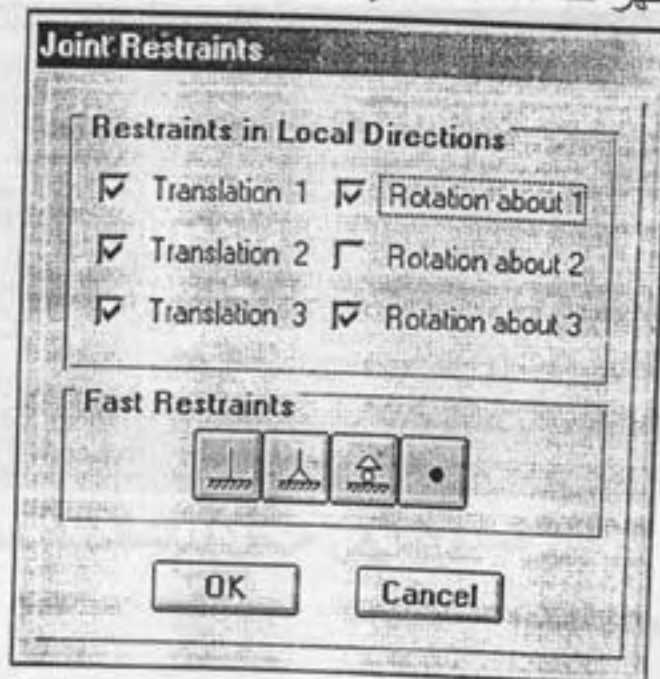 Joint Restraints
Restraints in Local Directions
Translation 1 Rotation about 1
Translation 2 Rotation about 2
Translation 3 Rotation about 3
Fast Restraints
OK Cancel